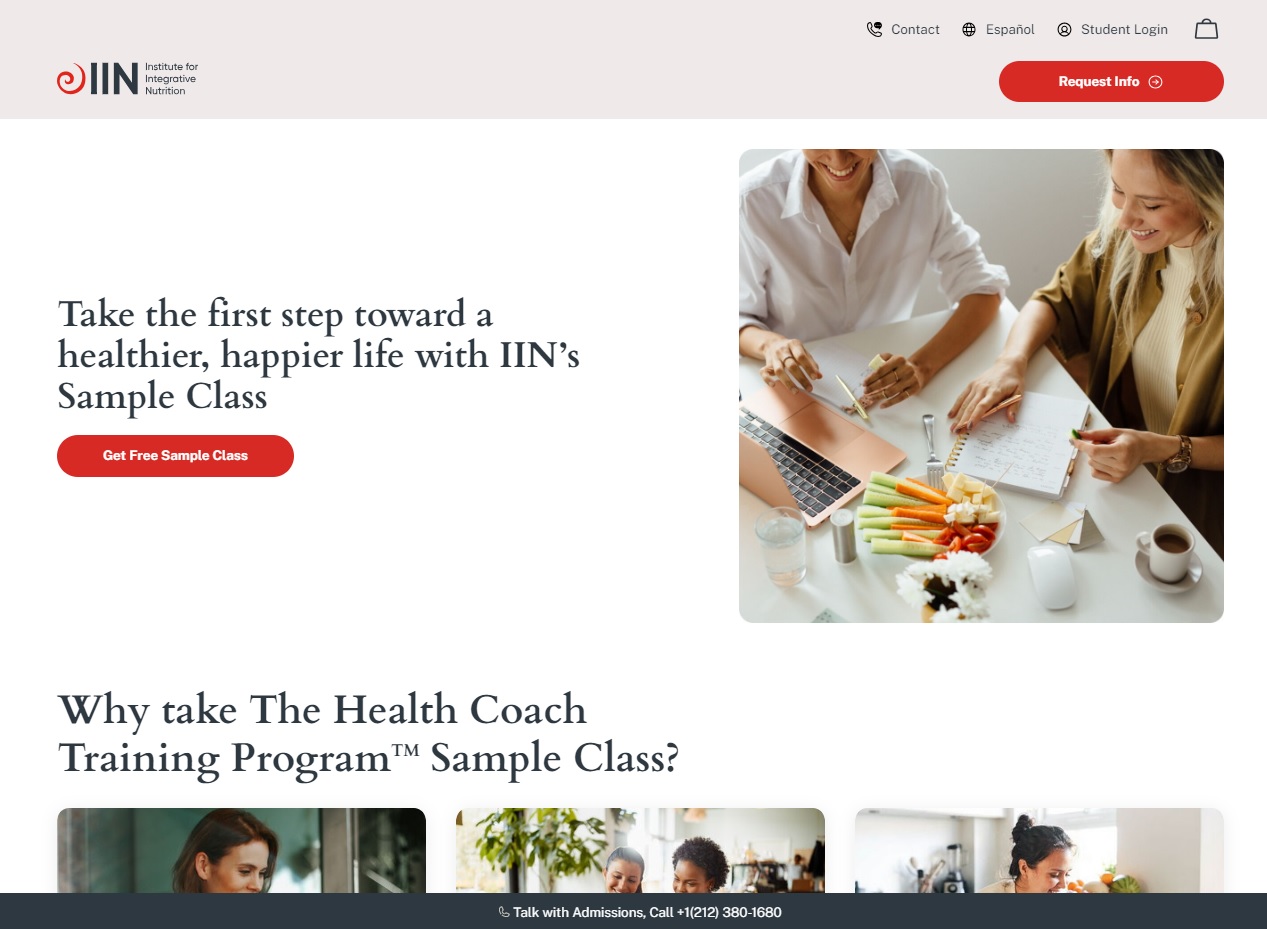 Contact
Español
Student Login
IIN
Institute for
Integrative
Nutrition
Request Info
Take the first step toward a
healthier, happier life with IIN’s
Sample Class
Get Free Sample Class
Why take The Health Coach
Training Program™ Sample Class?
Talk with Admissions, Call +1(212) 380-1680